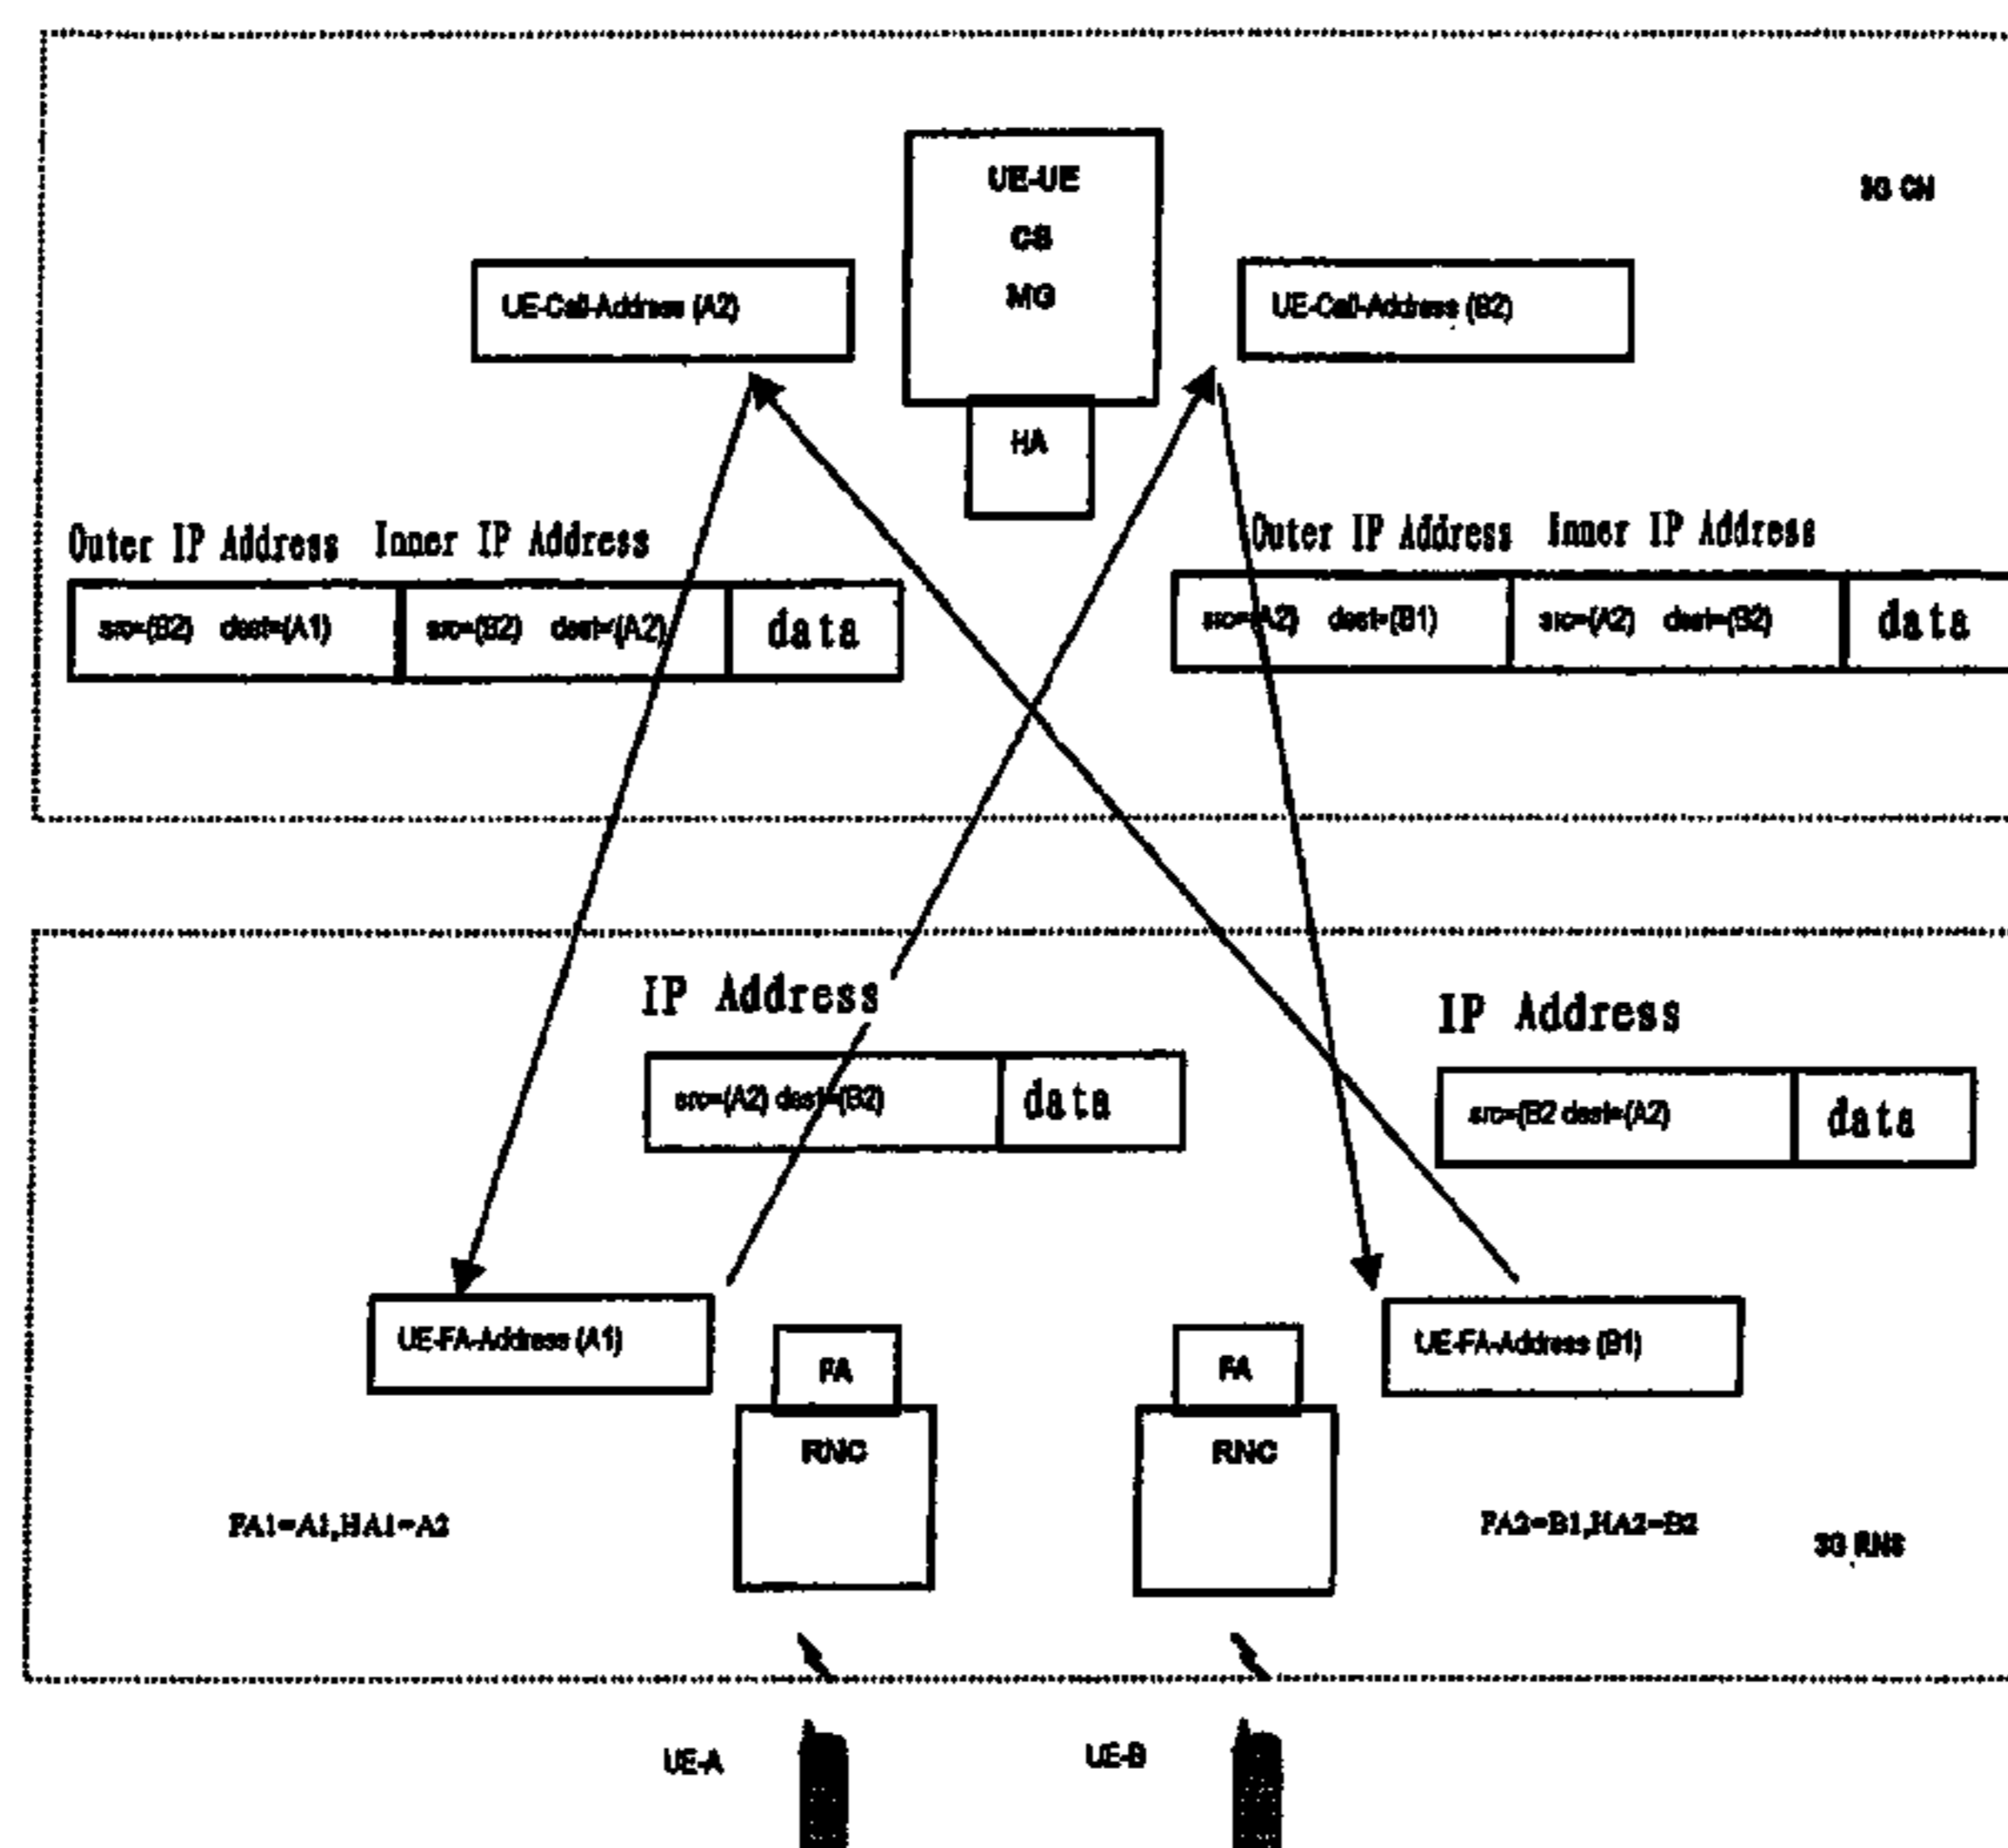 UE-UE
CS
MG
3G CN
UE-Call-Address (A2)
UE-Call-Address (B2)
HA
Outer IP Address Inner IP Address
Outer IP Address Inner IP Address
src=(B2) dest=(A1) src=(B2) dest=(A2) data
src=(A2) dest=(B1) src=(A2) dest=(B2) data
IP Address
IP Address
src=(A2) dest=(B2) data
src=(B2 dest=(A2) data
UE-FA-Address (A1)
FA
FA
UE-FA-Address (B1)
RNC
RNC
FA1=A1,HA1=A2
FA2=B1,HA2=B2
3G RNS
UE-A
UE-B